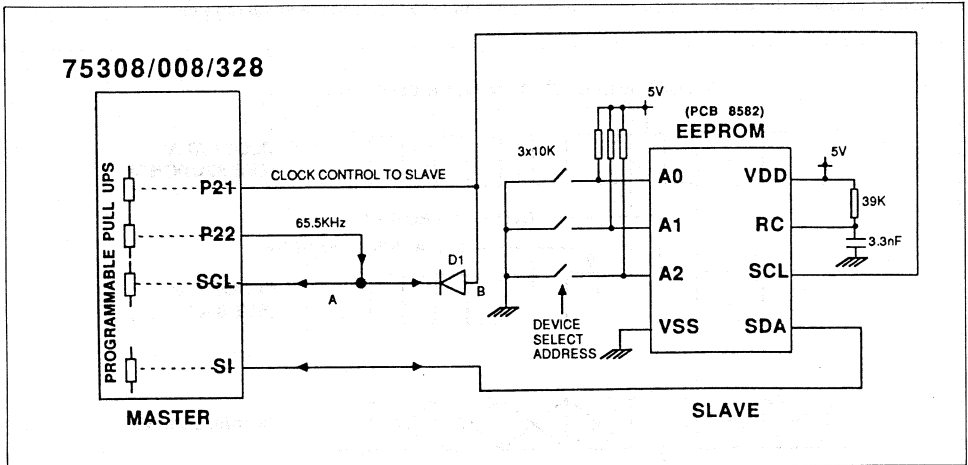 75308/008/328
PROGRAMMABLE PULL UPS
P21
CLOCK CONTROL TO SLAVE
P22
65.5KHz
SCL
A
D1
B
SI
MASTER
5V
3x10K
DEVICE
SELECT
ADDRESS
(PCB 8582)
EEPROM
A0
VDD
5V
39K
A1
RC
3.3nF
A2
SCL
VSS
SDA
SLAVE